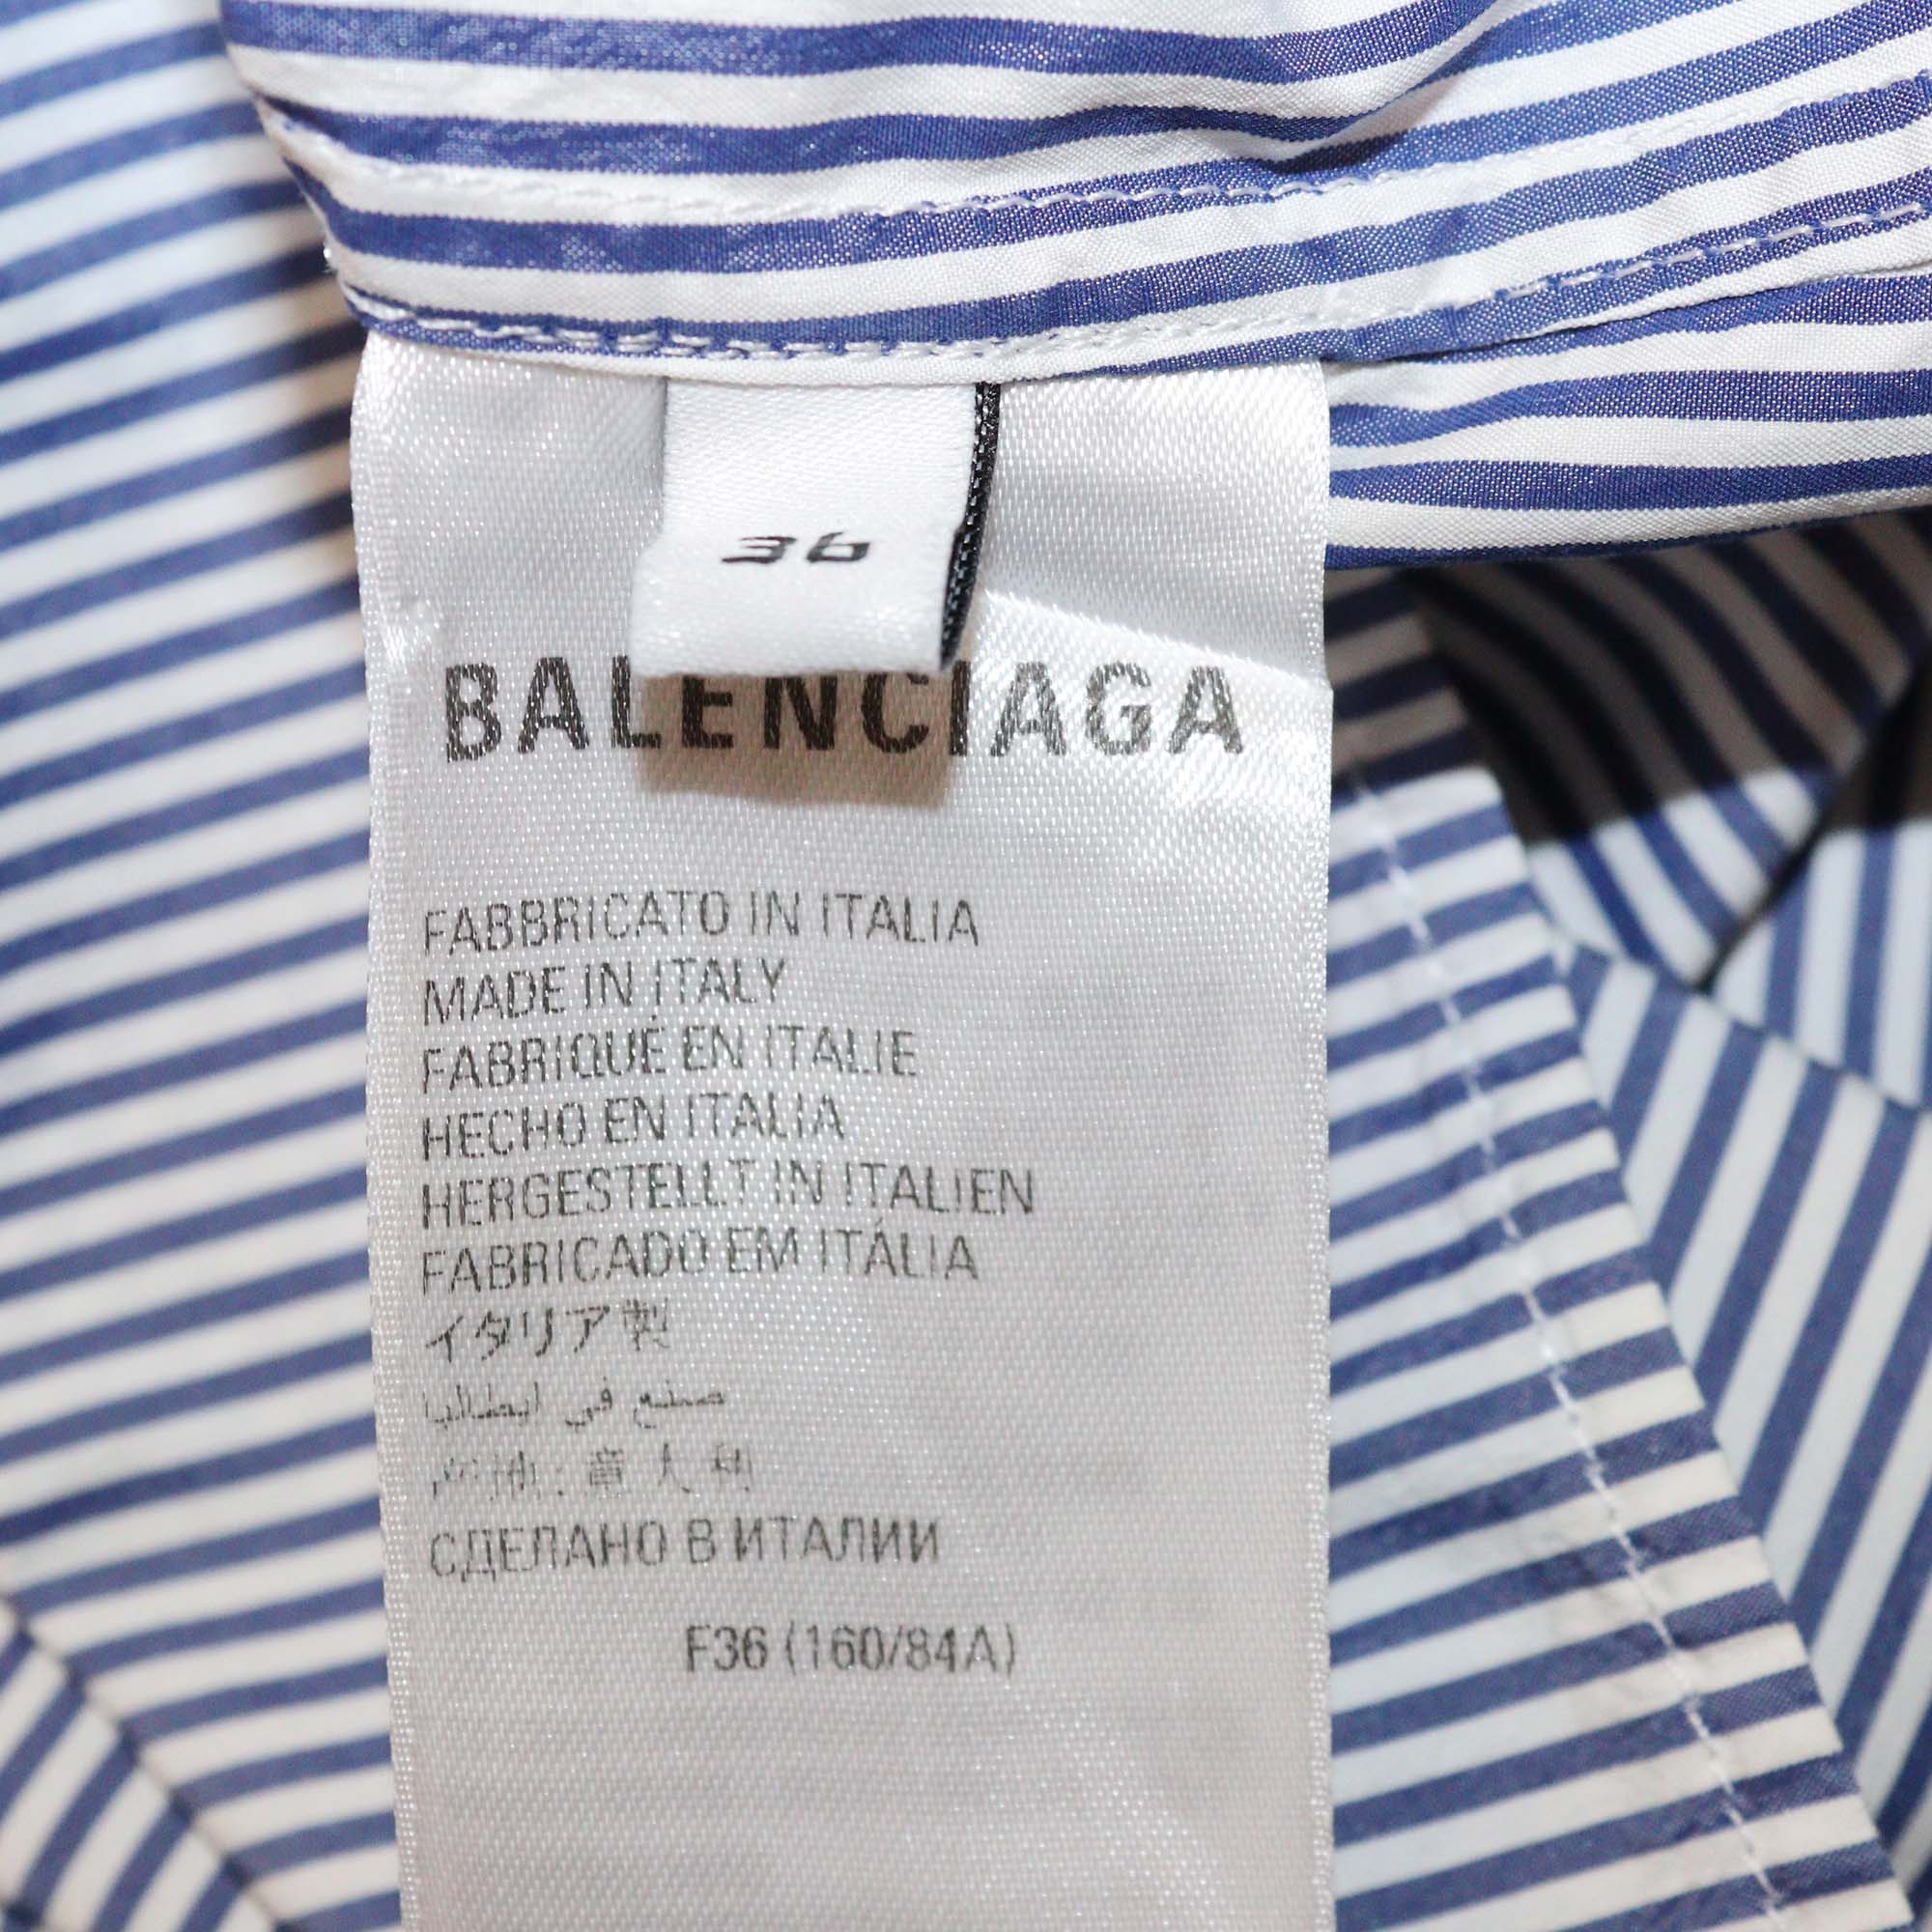 36
BALENCIAGA
FABBRICATO IN ITALIA
MADE IN ITALY
FABRIQUÉ EN ITALIE
HECHO EN ITALIA
HERGESTELLT IN ITALIEN
FABRICADO EM ITÁLIA
イタリア製
صنع في ايطاليا
产地：意大利
СДЕЛАНО В ИТАЛИИ
F36 (160/84A)